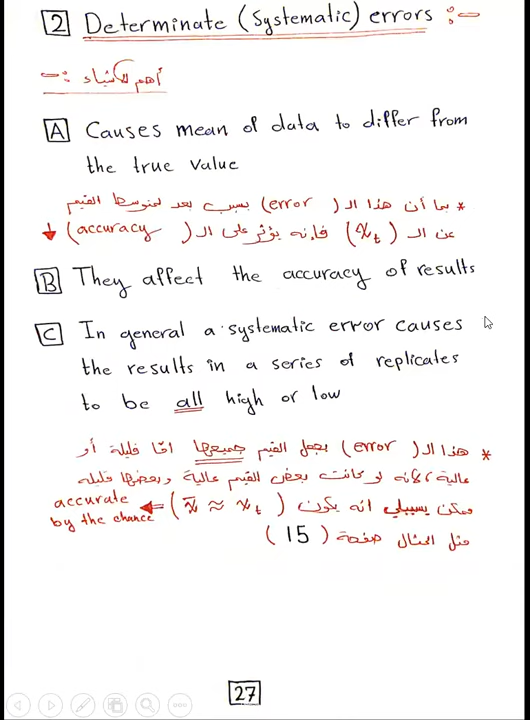 2 Determinate (Systematic) errors :-
أهم الأشياء :-
A Causes mean of data to differ from
the true value
* بما أن هذا الـ (error) يسبب بعد لمتوسط القيم
عن الـ (xt) فإنه يؤثر على الـ (accuracy) ↓
B They affect the accuracy of results
C In general a systematic error causes
the results in a series of replicates
to be all high or low
* هذا الـ (error) يجعل القيم جميعها إمّا قليلة أو
عالية لأنه لو كانت بعض القيم عالية وبعضها قليلة
ممكن يسببلي انه يكون (x̄ ≈ xt) ⇐ accurate
by the chance
مثل المثال صفحة (15)
27